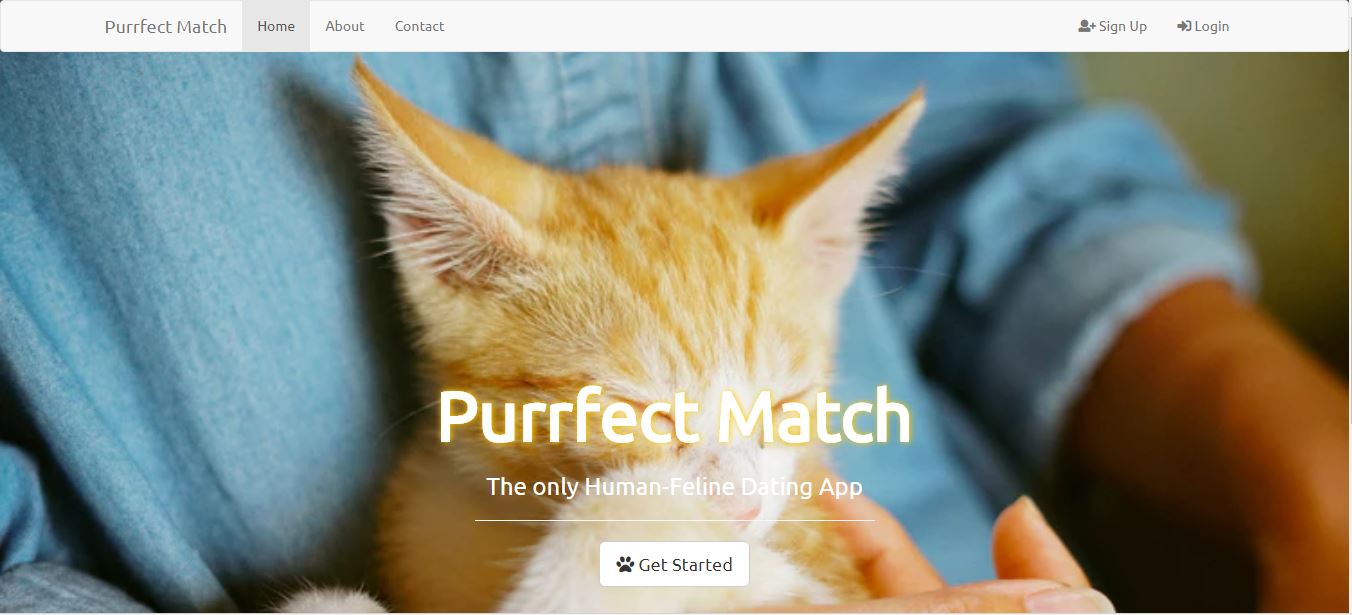 Purrfect Match Home About Contact Sign Up Login
Purrfect Match
The only Human-Feline Dating App
Get Started